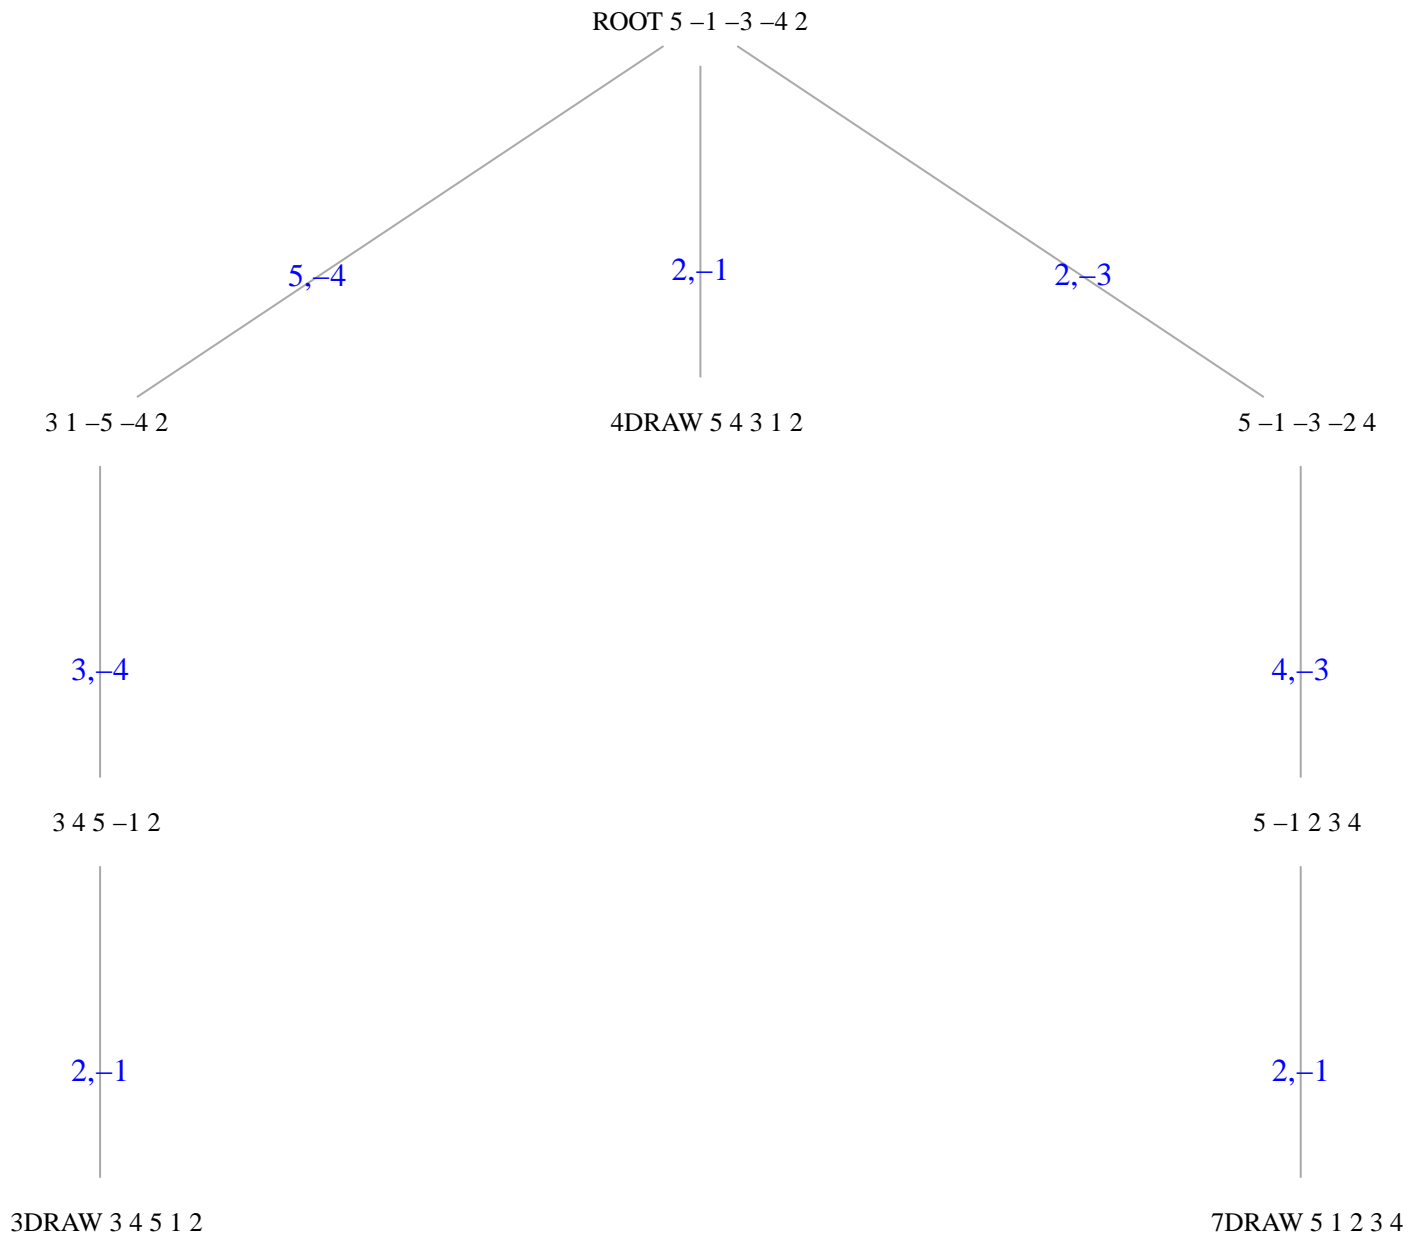 ROOT 5 –1 –3 –4 2
5,–4
2,–1
2,–3
3 1 –5 –4 2
4DRAW 5 4 3 1 2
5 –1 –3 –2 4
3,–4
4,–3
3 4 5 –1 2
5 –1 2 3 4
2,–1
2,–1
3DRAW 3 4 5 1 2
7DRAW 5 1 2 3 4